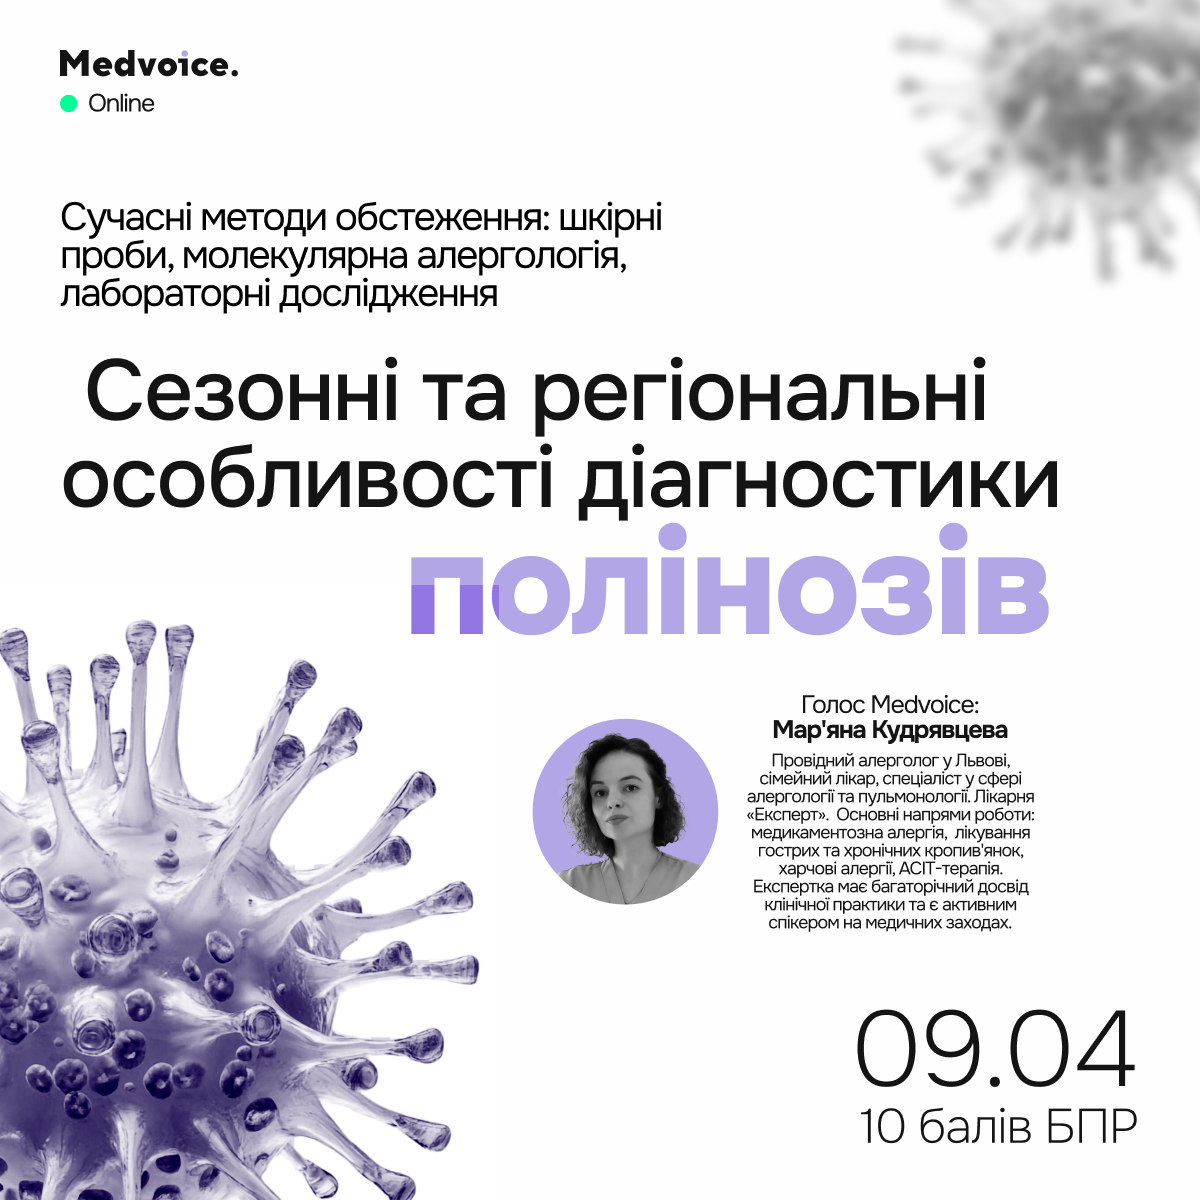 Medvoice.
Online
Сучасні методи обстеження: шкірні
проби, молекулярна алергологія,
лабораторні дослідження
Сезонні та регіональні
особливості діагностики
полінозів
Голос Medvoice:
Мар'яна Кудрявцева
Провідний алерголог у Львові,
сімейний лікар, спеціаліст у сфері
алергології та пульмонології. Лікарня
«Експерт». Основні напрями роботи:
медикаментозна алергія, лікування
гострих та хронічних кропив'янок,
харчові алергії, АСІТ-терапія.
Експертка має багаторічний досвід
клінічної практики та є активним
спікером на медичних заходах.
09.04
10 балів БПР